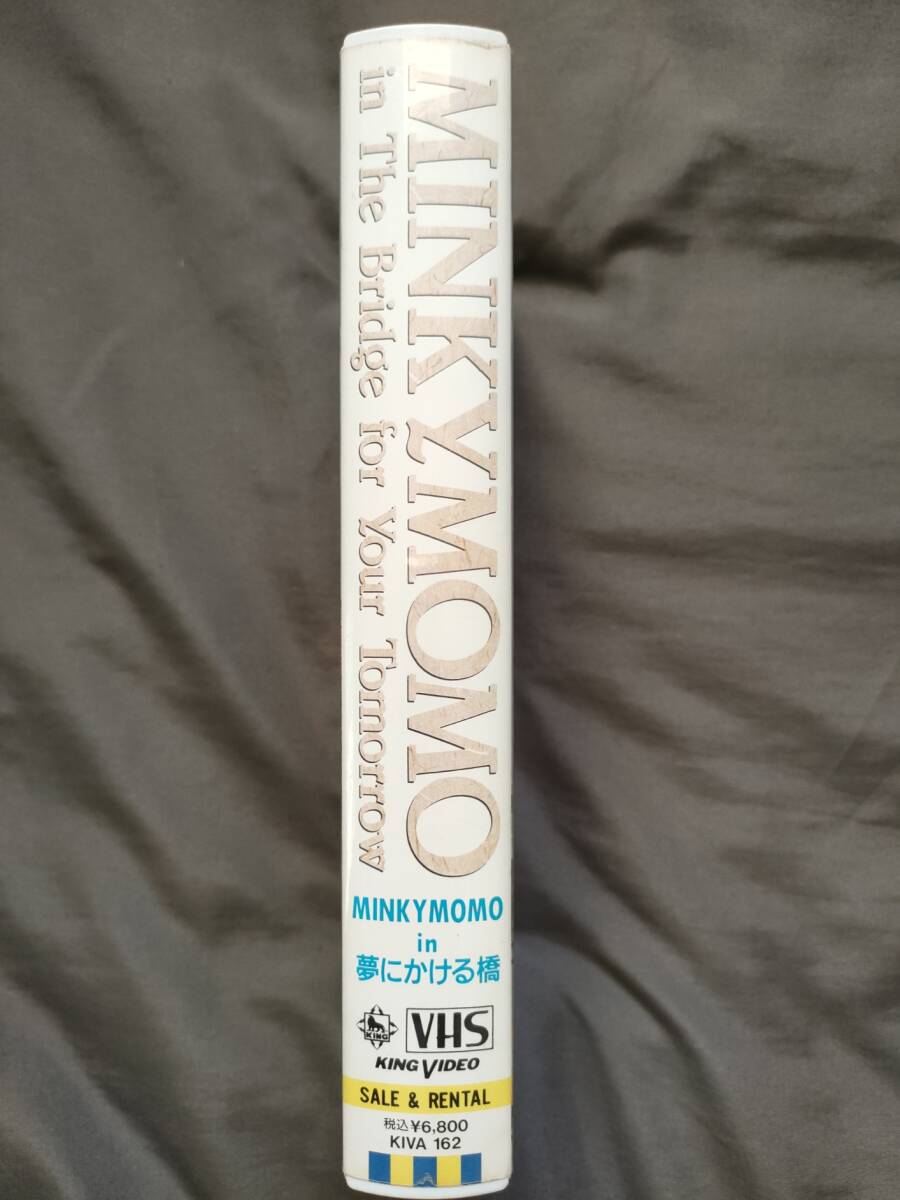 MINKYMOMO
in The Bridge for Your Tomorrow
MINKYMOMO
in
夢にかける橋
KING
VHS
KING VIDEO
SALE & RENTAL
税込¥6,800
KIVA 162